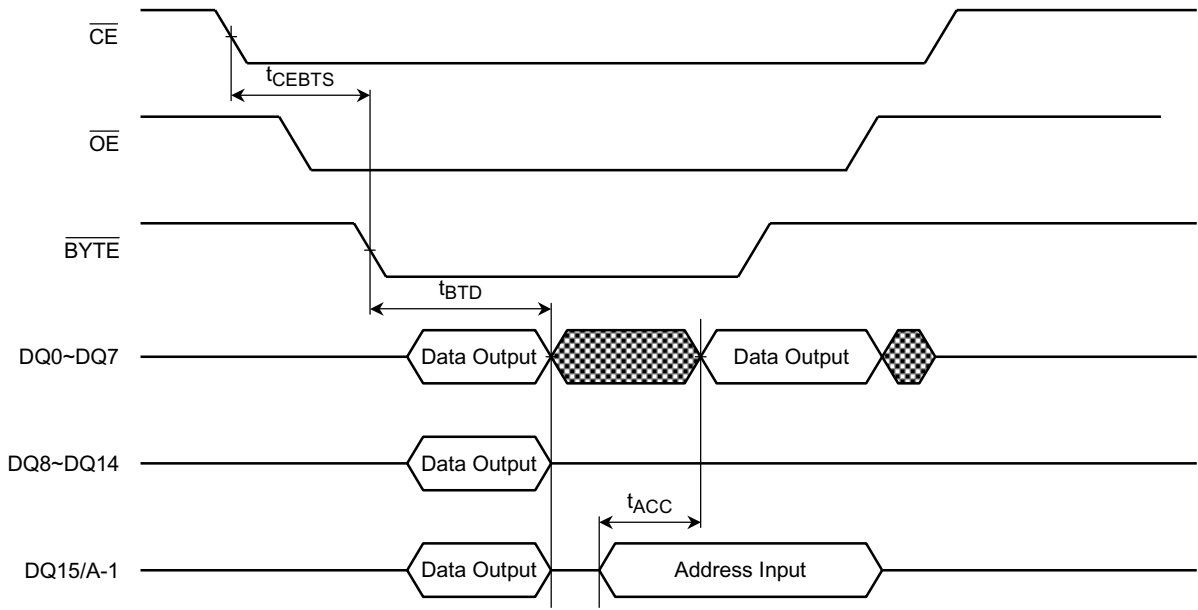 CE
tCEBTS
OE
BYTE
tBTD
DQ0~DQ7
Data Output
Data Output
DQ8~DQ14
Data Output
tACC
DQ15/A-1
Data Output
Address Input